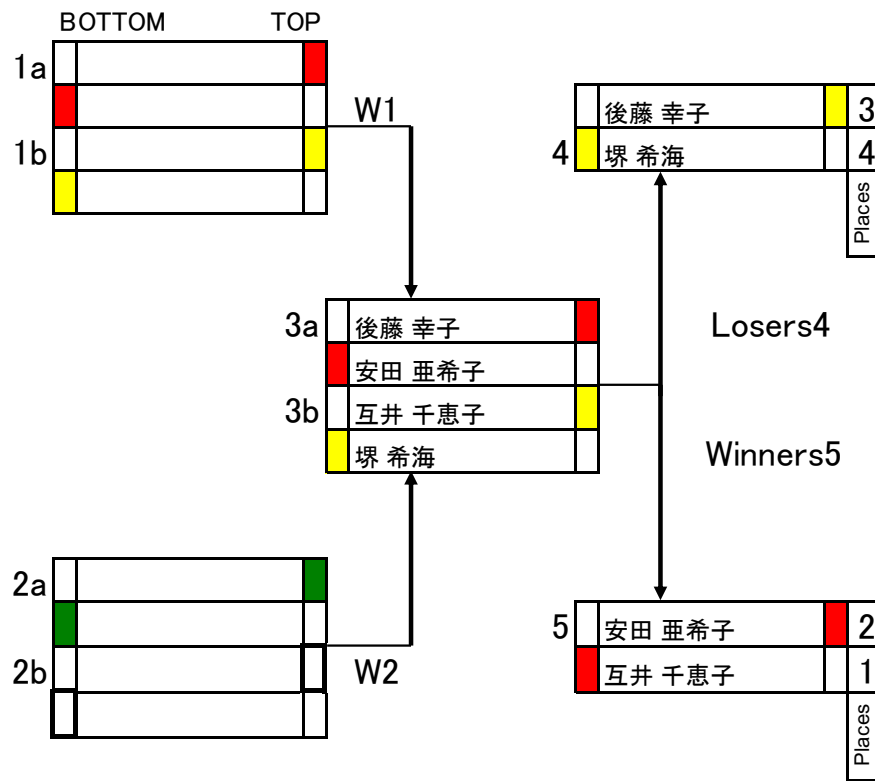 BOTTOM TOP
1a
W1
1b
後藤 幸子 3
4 堺 希海 4
Places
3a 後藤 幸子
安田 亜希子
3b 互井 千恵子
堺 希海
Losers4
Winners5
2a
2b
W2
5 安田 亜希子 2
互井 千恵子 1
Places